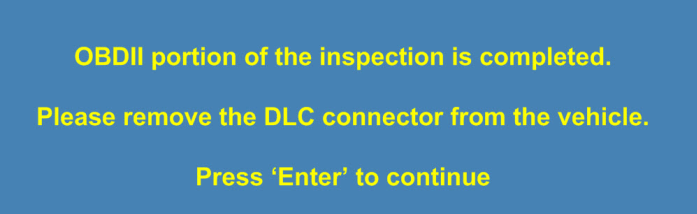 OBDII portion of the inspection is completed.
Please remove the DLC connector from the vehicle.
Press ‘Enter’ to continue